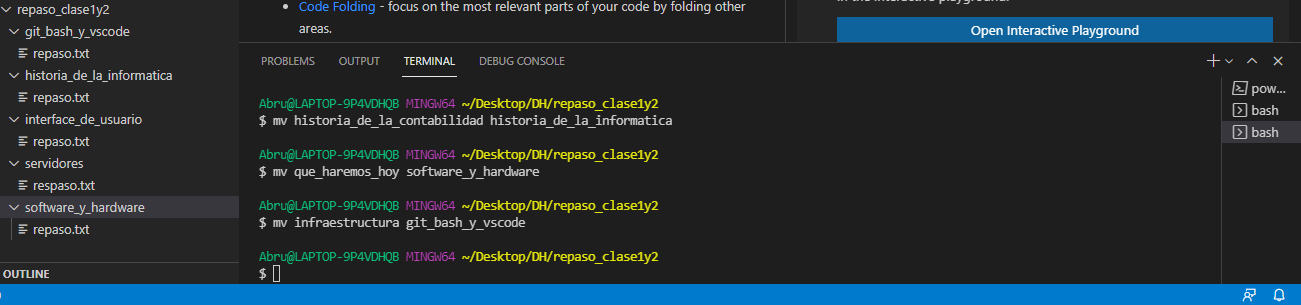 repaso_clase1y2
git_bash_y_vscode
repaso.txt
historia_de_la_informatica
repaso.txt
interface_de_usuario
repaso.txt
servidores
respaso.txt
software_y_hardware
repaso.txt
OUTLINE
Code Folding - focus on the most relevant parts of your code by folding other
areas.
Open Interactive Playground
PROBLEMS OUTPUT TERMINAL DEBUG CONSOLE
Abru@LAPTOP-9P4VDHQB MINGW64 ~/Desktop/DH/repaso_clase1y2
$ mv historia_de_la_contabilidad historia_de_la_informatica
Abru@LAPTOP-9P4VDHQB MINGW64 ~/Desktop/DH/repaso_clase1y2
$ mv que_haremos_hoy software_y_hardware
Abru@LAPTOP-9P4VDHQB MINGW64 ~/Desktop/DH/repaso_clase1y2
$ mv infraestructura git_bash_y_vscode
Abru@LAPTOP-9P4VDHQB MINGW64 ~/Desktop/DH/repaso_clase1y2
$
pow...
bash
bash